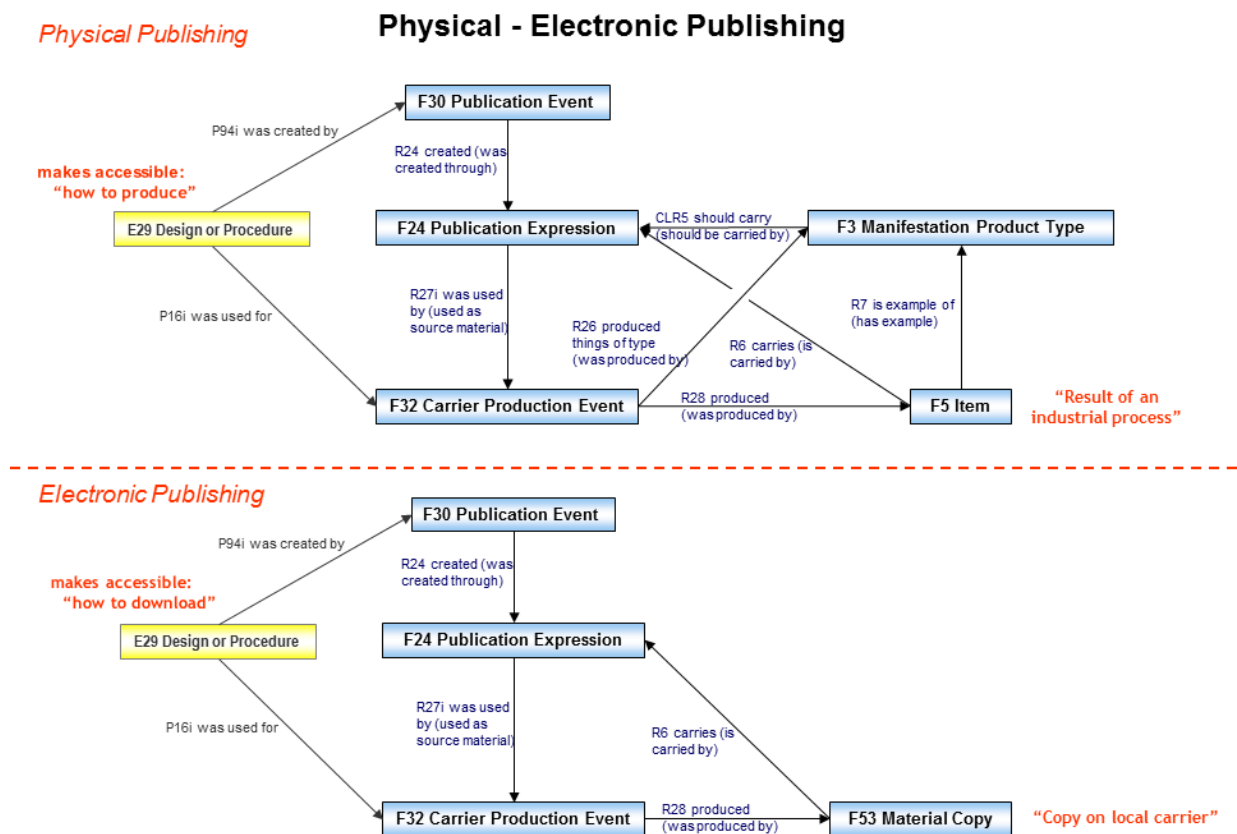 Physical Publishing
Physical - Electronic Publishing
F30 Publication Event
P94i was created by
R24 created (was
created through)
makes accessible:
“how to produce”
E29 Design or Procedure
F24 Publication Expression
CLR5 should carry
(should be carried by)
F3 Manifestation Product Type
R27i was used
by (used as
source material)
P16i was used for
R26 produced
things of type
(was produced by)
R6 carries (is
carried by)
R7 is example of
(has example)
F32 Carrier Production Event
R28 produced
(was produced by)
F5 Item
“Result of an
industrial process”
Electronic Publishing
F30 Publication Event
P94i was created by
R24 created (was
created through)
makes accessible:
“how to download”
E29 Design or Procedure
F24 Publication Expression
R27i was used
by (used as
source material)
P16i was used for
R6 carries (is
carried by)
F32 Carrier Production Event
R28 produced
(was produced by)
F53 Material Copy
“Copy on local carrier”